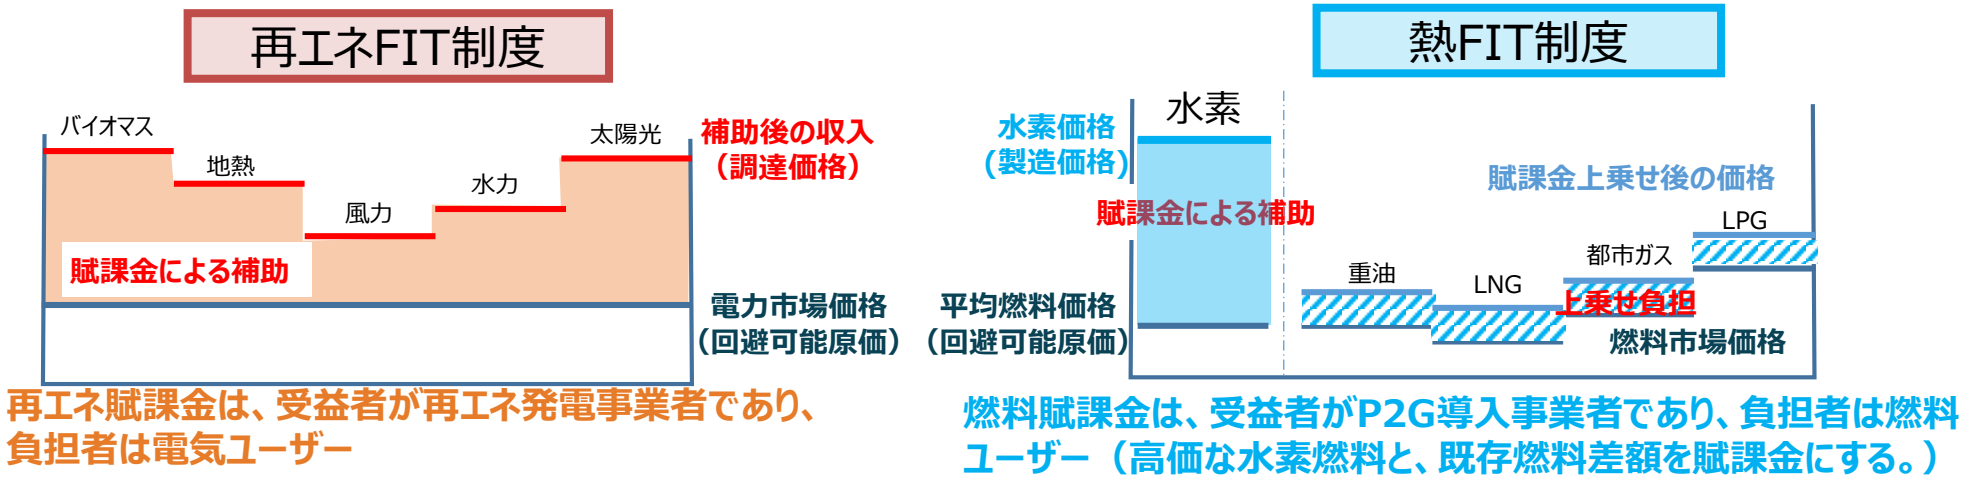 再エネFIT制度
バイオマス
地熱
風力
水力
太陽光
補助後の収入
（調達価格）
賦課金による補助
電力市場価格
（回避可能原価）
再エネ賦課金は、受益者が再エネ発電事業者であり、
負担者は電気ユーザー
熱FIT制度
水素
水素価格
(製造価格)
賦課金による補助
平均燃料価格
（回避可能原価）
賦課金上乗せ後の価格
重油
LNG
都市ガス
LPG
上乗せ負担
燃料市場価格
燃料賦課金は、受益者がP2G導入事業者であり、負担者は燃料
ユーザー（高価な水素燃料と、既存燃料差額を賦課金にする。）